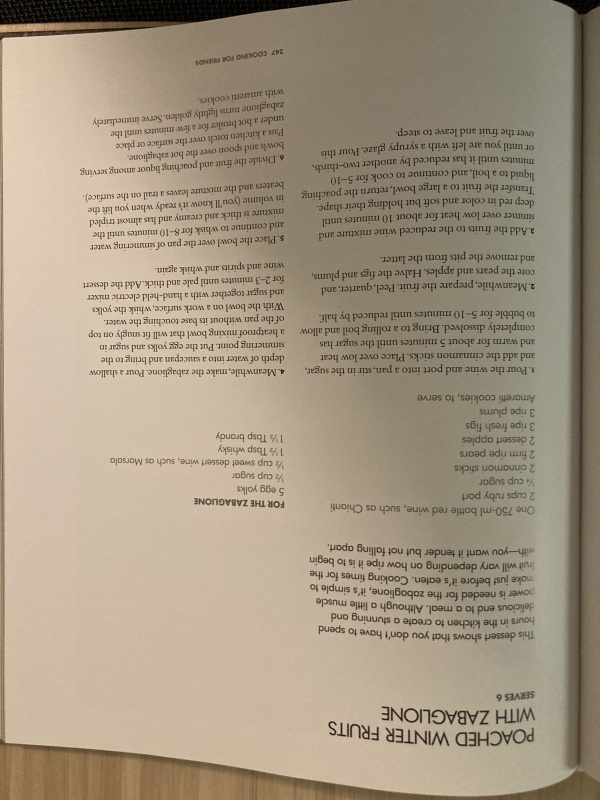 POACHED WINTER FRUITS
WITH ZABAGLIONE
SERVES 6
This dessert shows that you don't have to spend
hours in the kitchen to create a stunning and
delicious end to a meal. Although a little muscle
power is needed for the zabaglione, it's simple to
make just before it's eaten. Cooking times for the
fruit will vary depending on how ripe it is to begin
with—you want it tender but not falling apart.
One 750-ml bottle red wine, such as Chianti
2 cups ruby port
¼ cup sugar
2 cinnamon sticks
2 firm ripe pears
2 dessert apples
3 ripe fresh figs
3 ripe plums
Amaretti cookies, to serve
FOR THE ZABAGLIONE
5 egg yolks
½ cup sugar
½ cup sweet dessert wine, such as Marsala
1½ Tbsp whisky
1½ Tbsp brandy
1. Pour the wine and port into a pan, stir in the sugar,
and add the cinnamon sticks. Place over low heat
and warm for about 5 minutes until the sugar has
completely dissolved. Bring to a rolling boil and allow
to bubble for 5–10 minutes until reduced by half.
2. Meanwhile, prepare the fruit. Peel, quarter, and
core the pears and apples. Halve the figs and plums,
and remove the pits from the latter.
3. Add the fruits to the reduced wine mixture and
simmer over low heat for about 10 minutes until
deep red in color and soft but holding their shape.
Transfer the fruit to a large bowl, return the poaching
liquid to a boil, and continue to cook for 5–10
minutes until it has reduced by another two-thirds,
or until you are left with a syrupy glaze. Pour this
over the fruit and leave to steep.
4. Meanwhile, make the zabaglione. Pour a shallow
depth of water into a saucepan and bring to the
simmering point. Put the egg yolks and sugar in
a heatproof mixing bowl that will fit snugly on top
of the pan without its base touching the water.
With the bowl on a work surface, whisk the yolks
and sugar together with a hand-held electric mixer
for 2–3 minutes until pale and thick. Add the dessert
wine and spirits and whisk again.
5. Place the bowl over the pan of simmering water
and continue to whisk for 8–10 minutes until the
mixture is thick and creamy and has almost tripled
in volume (you'll know it's ready when you lift the
beaters and the mixture leaves a trail on the surface).
6. Divide the fruit and poaching liquor among serving
bowls and spoon over the hot zabaglione.
Pass a kitchen torch over the surface or place
under a hot broiler for a few minutes until the
zabaglione turns lightly golden. Serve immediately
with amaretti cookies.
247 COOKING FOR FRIENDS